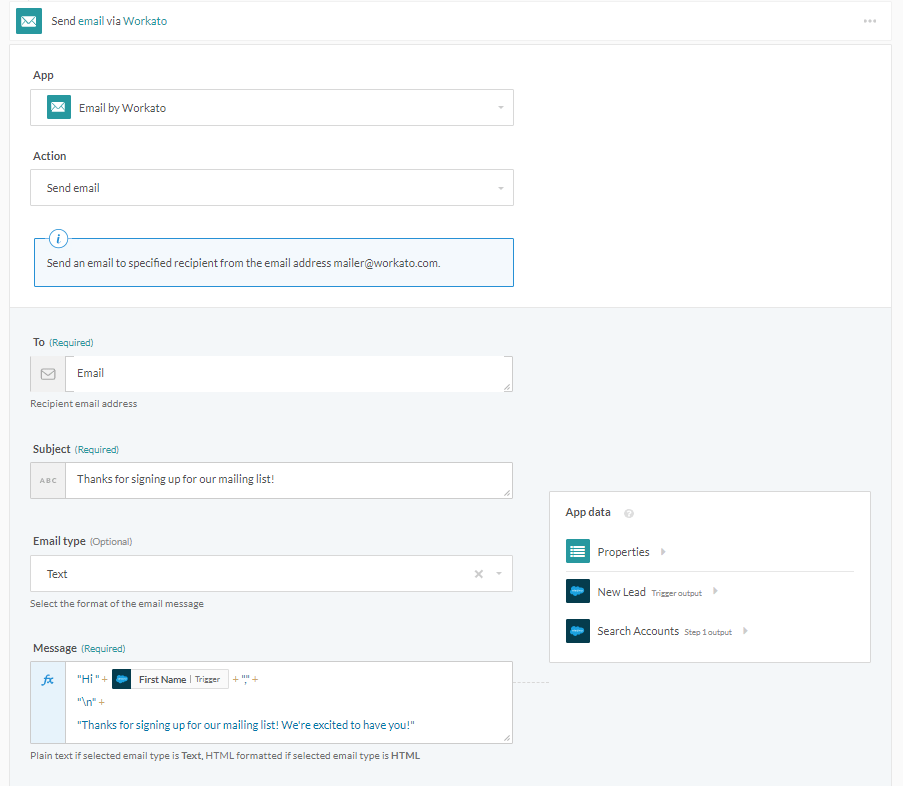 Send email via Workato
App
Email by Workato
Action
Send email
i
Send an email to specified recipient from the email address mailer@workato.com.
To (Required)
Email
Recipient email address
Subject (Required)
ABC
Thanks for signing up for our mailing list!
Email type (Optional)
Text
Select the format of the email message
Message (Required)
fx
"Hi " + First Name | Trigger + "," +
"\n" +
"Thanks for signing up for our mailing list! We're excited to have you!"
Plain text if selected email type is Text, HTML formatted if selected email type is HTML
App data ?
Properties
New Lead Trigger output
Search Accounts Step 1 output